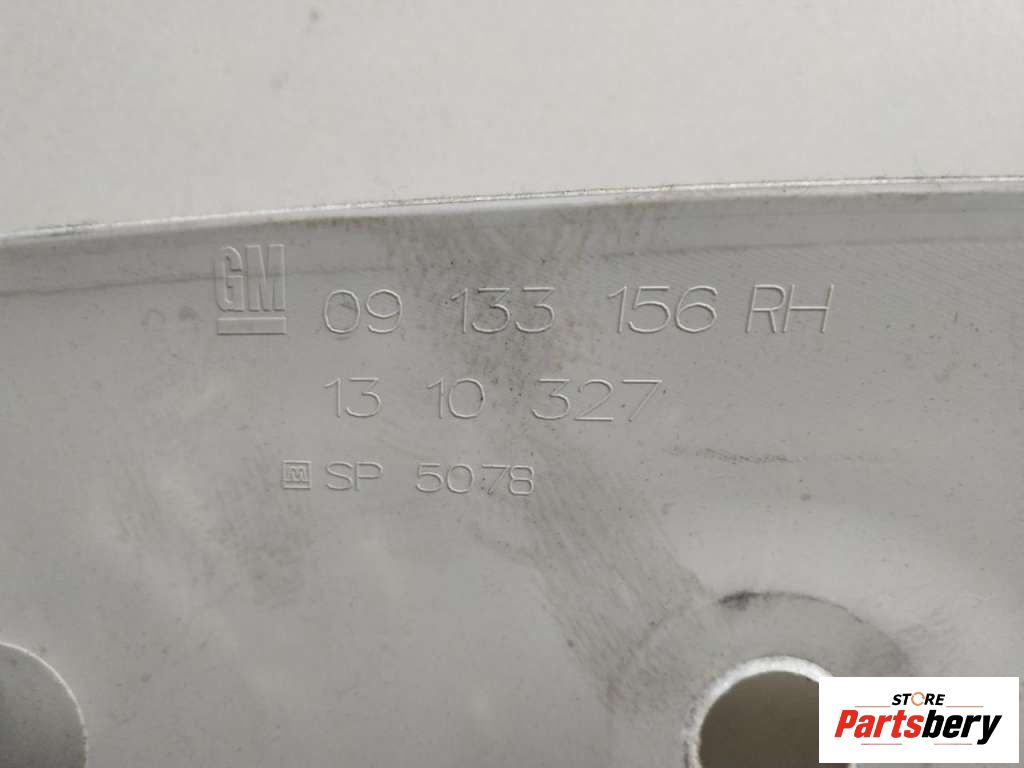 GM 09 133 156 RH
13 10 327
M SP 5078
STORE
Partsbery